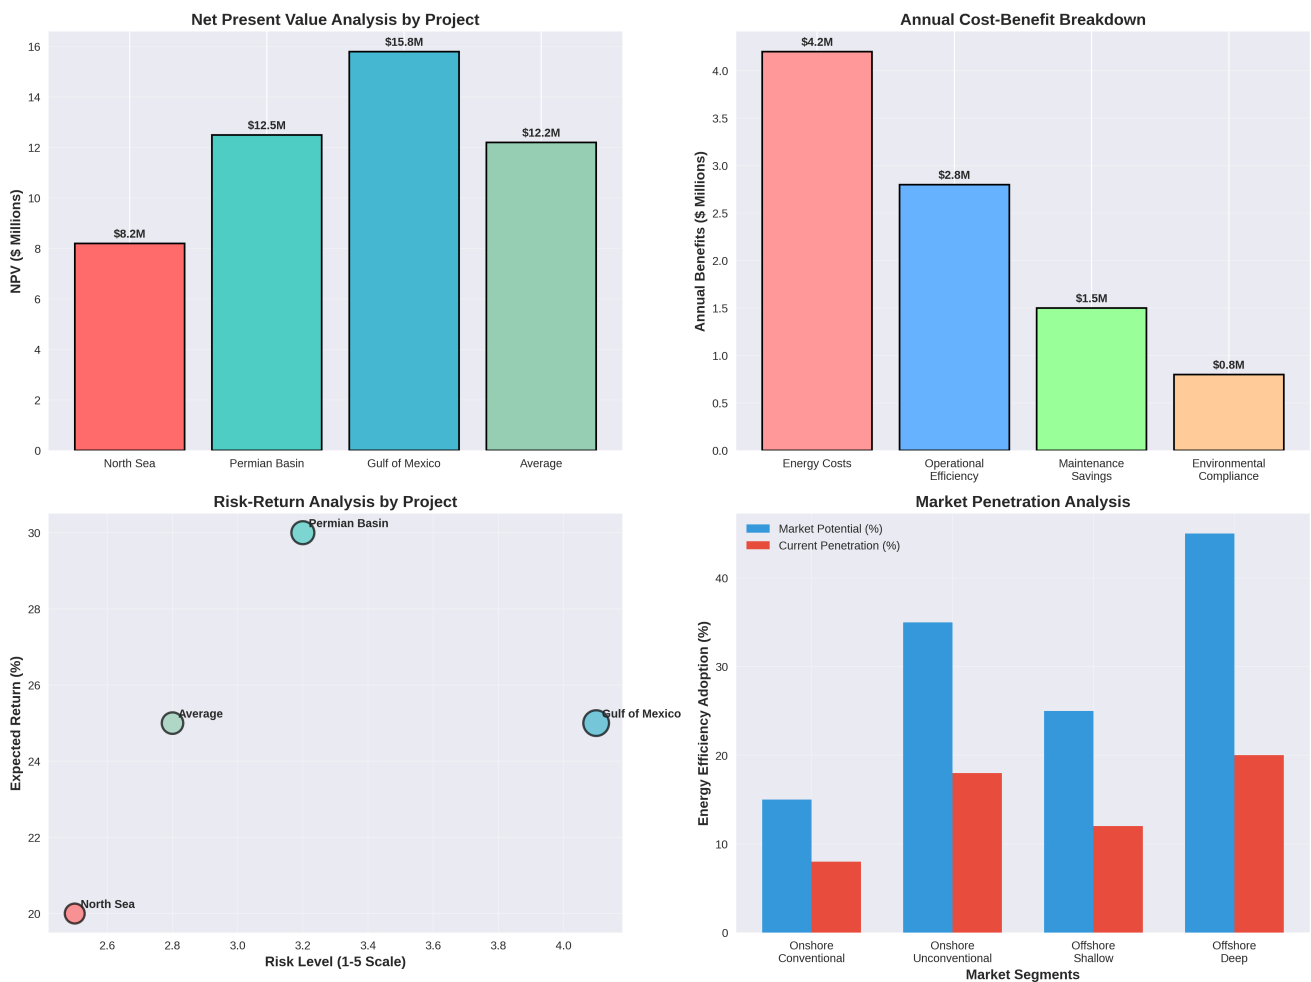 Net Present Value Analysis by Project
NPV ($ Millions)
16
14
12
10
8
6
4
2
0
$8.2M
$12.5M
$15.8M
$12.2M
North Sea
Permian Basin
Gulf of Mexico
Average
Annual Cost-Benefit Breakdown
Annual Benefits ($ Millions)
4.0
3.5
3.0
2.5
2.0
1.5
1.0
0.5
0.0
$4.2M
$2.8M
$1.5M
$0.8M
Energy Costs
Operational
Efficiency
Maintenance
Savings
Environmental
Compliance
Risk-Return Analysis by Project
Expected Return (%)
30
28
26
24
22
20
Permian Basin
Average
Gulf of Mexico
North Sea
2.6
2.8
3.0
3.2
3.4
3.6
3.8
4.0
Risk Level (1-5 Scale)
Market Penetration Analysis
Market Potential (%)
Current Penetration (%)
Energy Efficiency Adoption (%)
40
30
20
10
0
Onshore
Conventional
Onshore
Unconventional
Offshore
Shallow
Offshore
Deep
Market Segments